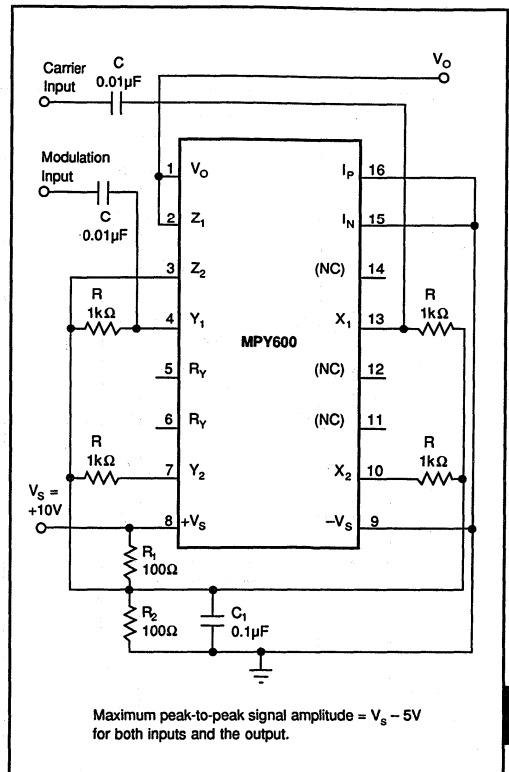 C
0.01µF
Carrier
Input
V_O
Modulation
Input
C
0.01µF
1 V_O
I_P 16
2 Z_1
I_N 15
3 Z_2
(NC) 14
R
1kΩ
4 Y_1
X_1 13
R
1kΩ
MPY600
5 R_Y
(NC) 12
6 R_Y
(NC) 11
R
1kΩ
7 Y_2
X_2 10
R
1kΩ
V_S =
+10V
8 +V_S
–V_S 9
R_1
100Ω
R_2
100Ω
C_1
0.1µF
Maximum peak-to-peak signal amplitude = V_S – 5V
for both inputs and the output.